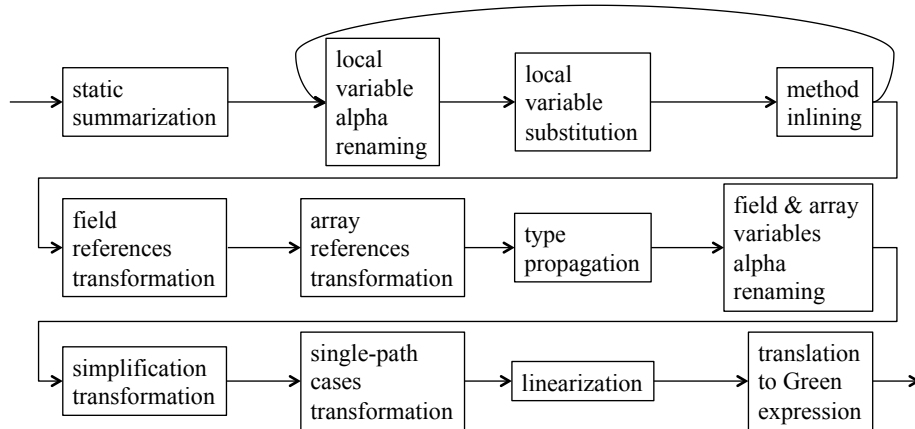 static
summarization
local
variable
alpha
renaming
local
variable
substitution
method
inlining
field
references
transformation
array
references
transformation
type
propagation
field & array
variables
alpha
renaming
simplification
transformation
single-path
cases
transformation
linearization
translation
to Green
expression